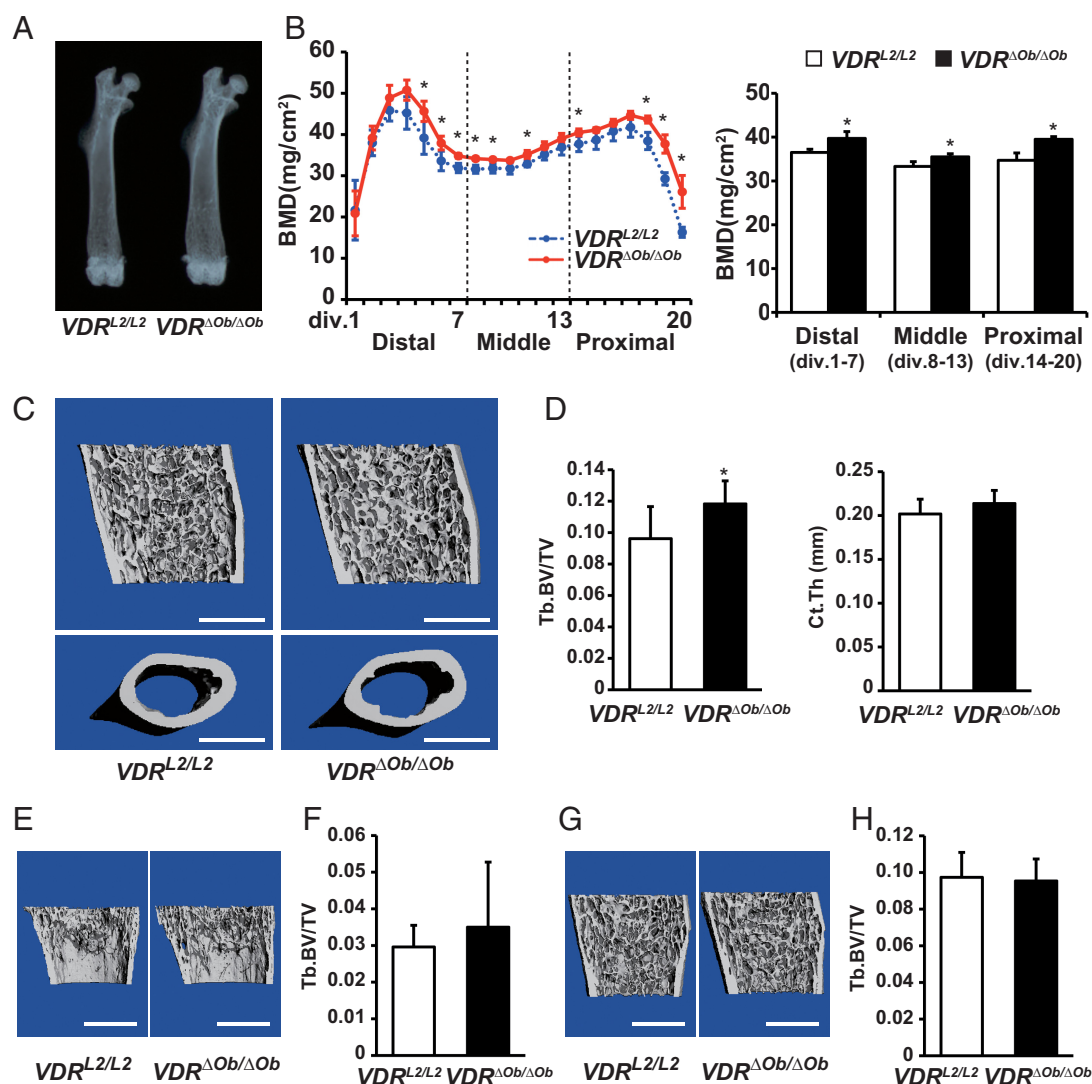 A
VDR^L2/L2 VDR^ΔOb/ΔOb
B
BMD(mg/cm²)
60
50
40
30
20
10
0
* * * * * * * * * * *
VDR^L2/L2
VDR^ΔOb/ΔOb
div.1 7 13 20
Distal Middle Proximal
VDR^L2/L2 VDR^ΔOb/ΔOb
BMD(mg/cm²)
50
40
30
20
10
0
* * *
Distal Middle Proximal
(div.1-7) (div.8-13) (div.14-20)
C
VDR^L2/L2 VDR^ΔOb/ΔOb
D
Tb.BV/TV
0.20
0.16
0.12
0.08
0.04
0
*
VDR^L2/L2 VDR^ΔOb/ΔOb
Ct.Th (mm)
0.25
0.20
0.15
0.10
0.05
0
VDR^L2/L2 VDR^ΔOb/ΔOb
E
VDR^L2/L2 VDR^ΔOb/ΔOb
F
Tb.BV/TV
0.06
0.05
0.04
0.03
0.02
0.01
0
VDR^L2/L2 VDR^ΔOb/ΔOb
G
VDR^L2/L2 VDR^ΔOb/ΔOb
H
Tb.BV/TV
0.12
0.10
0.08
0.06
0.04
0.02
0
VDR^L2/L2 VDR^ΔOb/ΔOb